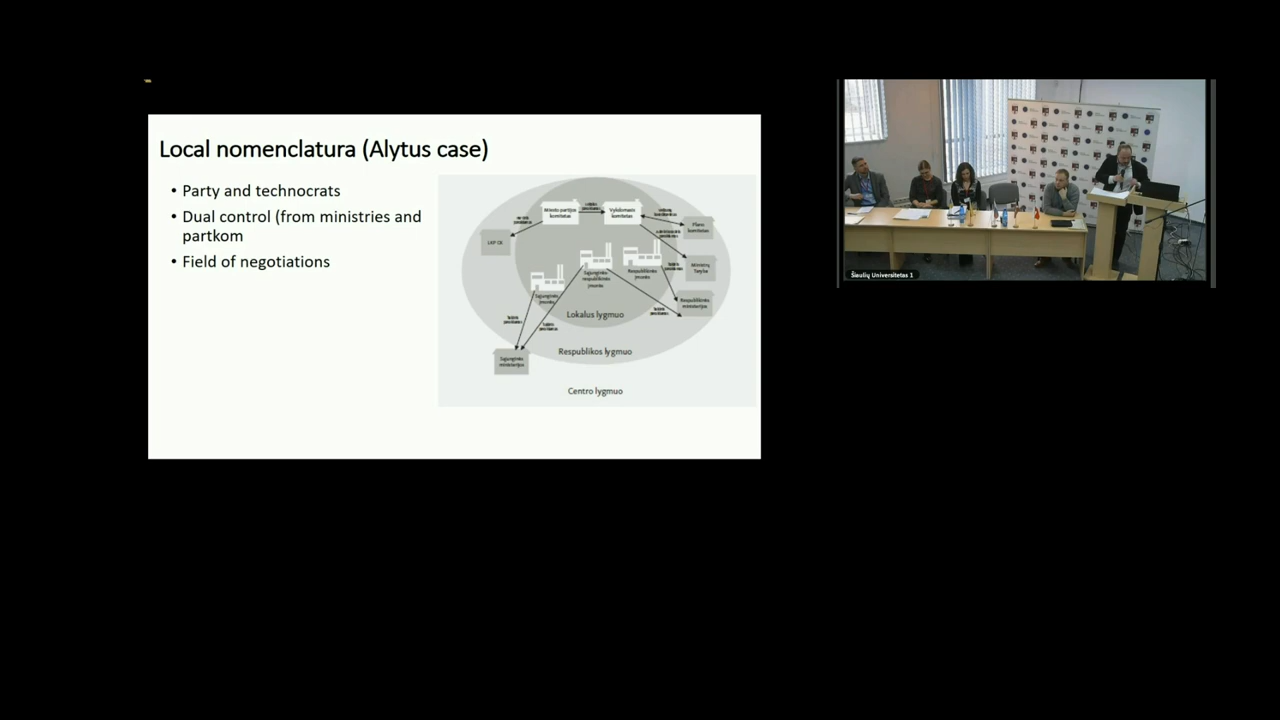 Local nomenclatura (Alytus case)
• Party and technocrats
• Dual control (from ministries and
partkom
• Field of negotiations
Miesto partijos
komitetas
Vykdomasis
komitetas
Plano
komitetas
LKP CK
Ministrų
Taryba
Sąjunginės
respublikinės
įmonės
Respublikinės
įmonės
Sąjunginės
įmonės
Respublikinės
ministerijos
Lokalus lygmuo
Respublikos lygmuo
Sąjunginės
ministerijos
Centro lygmuo
Šiaulių Universitetas 1